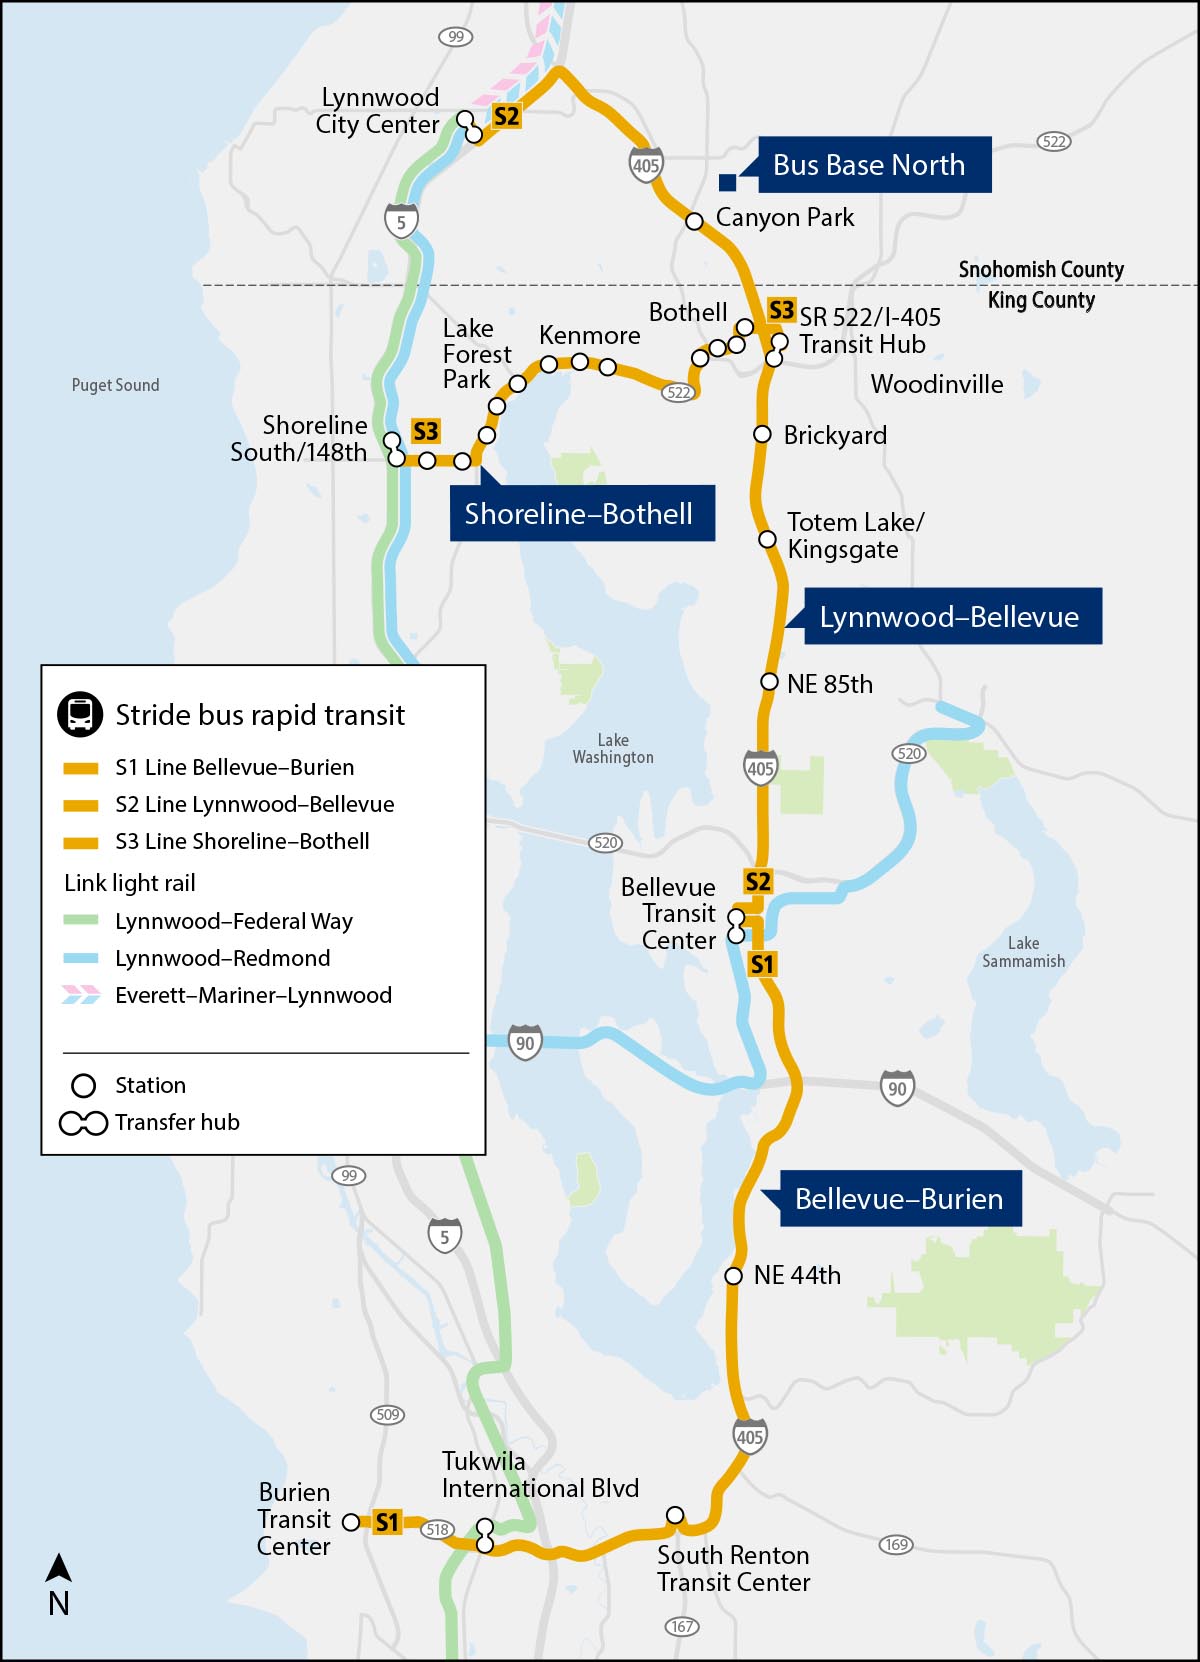 99
Lynnwood
City Center
S2
405
522
Bus Base North
5
Canyon Park
Snohomish County
King County
S3
Bothell
SR 522/I-405
Transit Hub
Lake
Forest
Park
Kenmore
Puget Sound
522
Woodinville
Shoreline
South/148th
S3
Brickyard
Shoreline–Bothell
Totem Lake/
Kingsgate
Lynnwood–Bellevue
NE 85th
Lake
Washington
405
520
520
Stride bus rapid transit
S1 Line Bellevue–Burien
S2 Line Lynnwood–Bellevue
S3 Line Shoreline–Bothell
Link light rail
Lynnwood–Federal Way
Lynnwood–Redmond
Everett–Mariner–Lynnwood
Station
Transfer hub
S2
Bellevue
Transit
Center
S1
Lake
Sammamish
90
90
99
5
Bellevue–Burien
NE 44th
509
405
Tukwila
International Blvd
Burien
Transit
Center
S1
518
South Renton
Transit Center
169
167
N